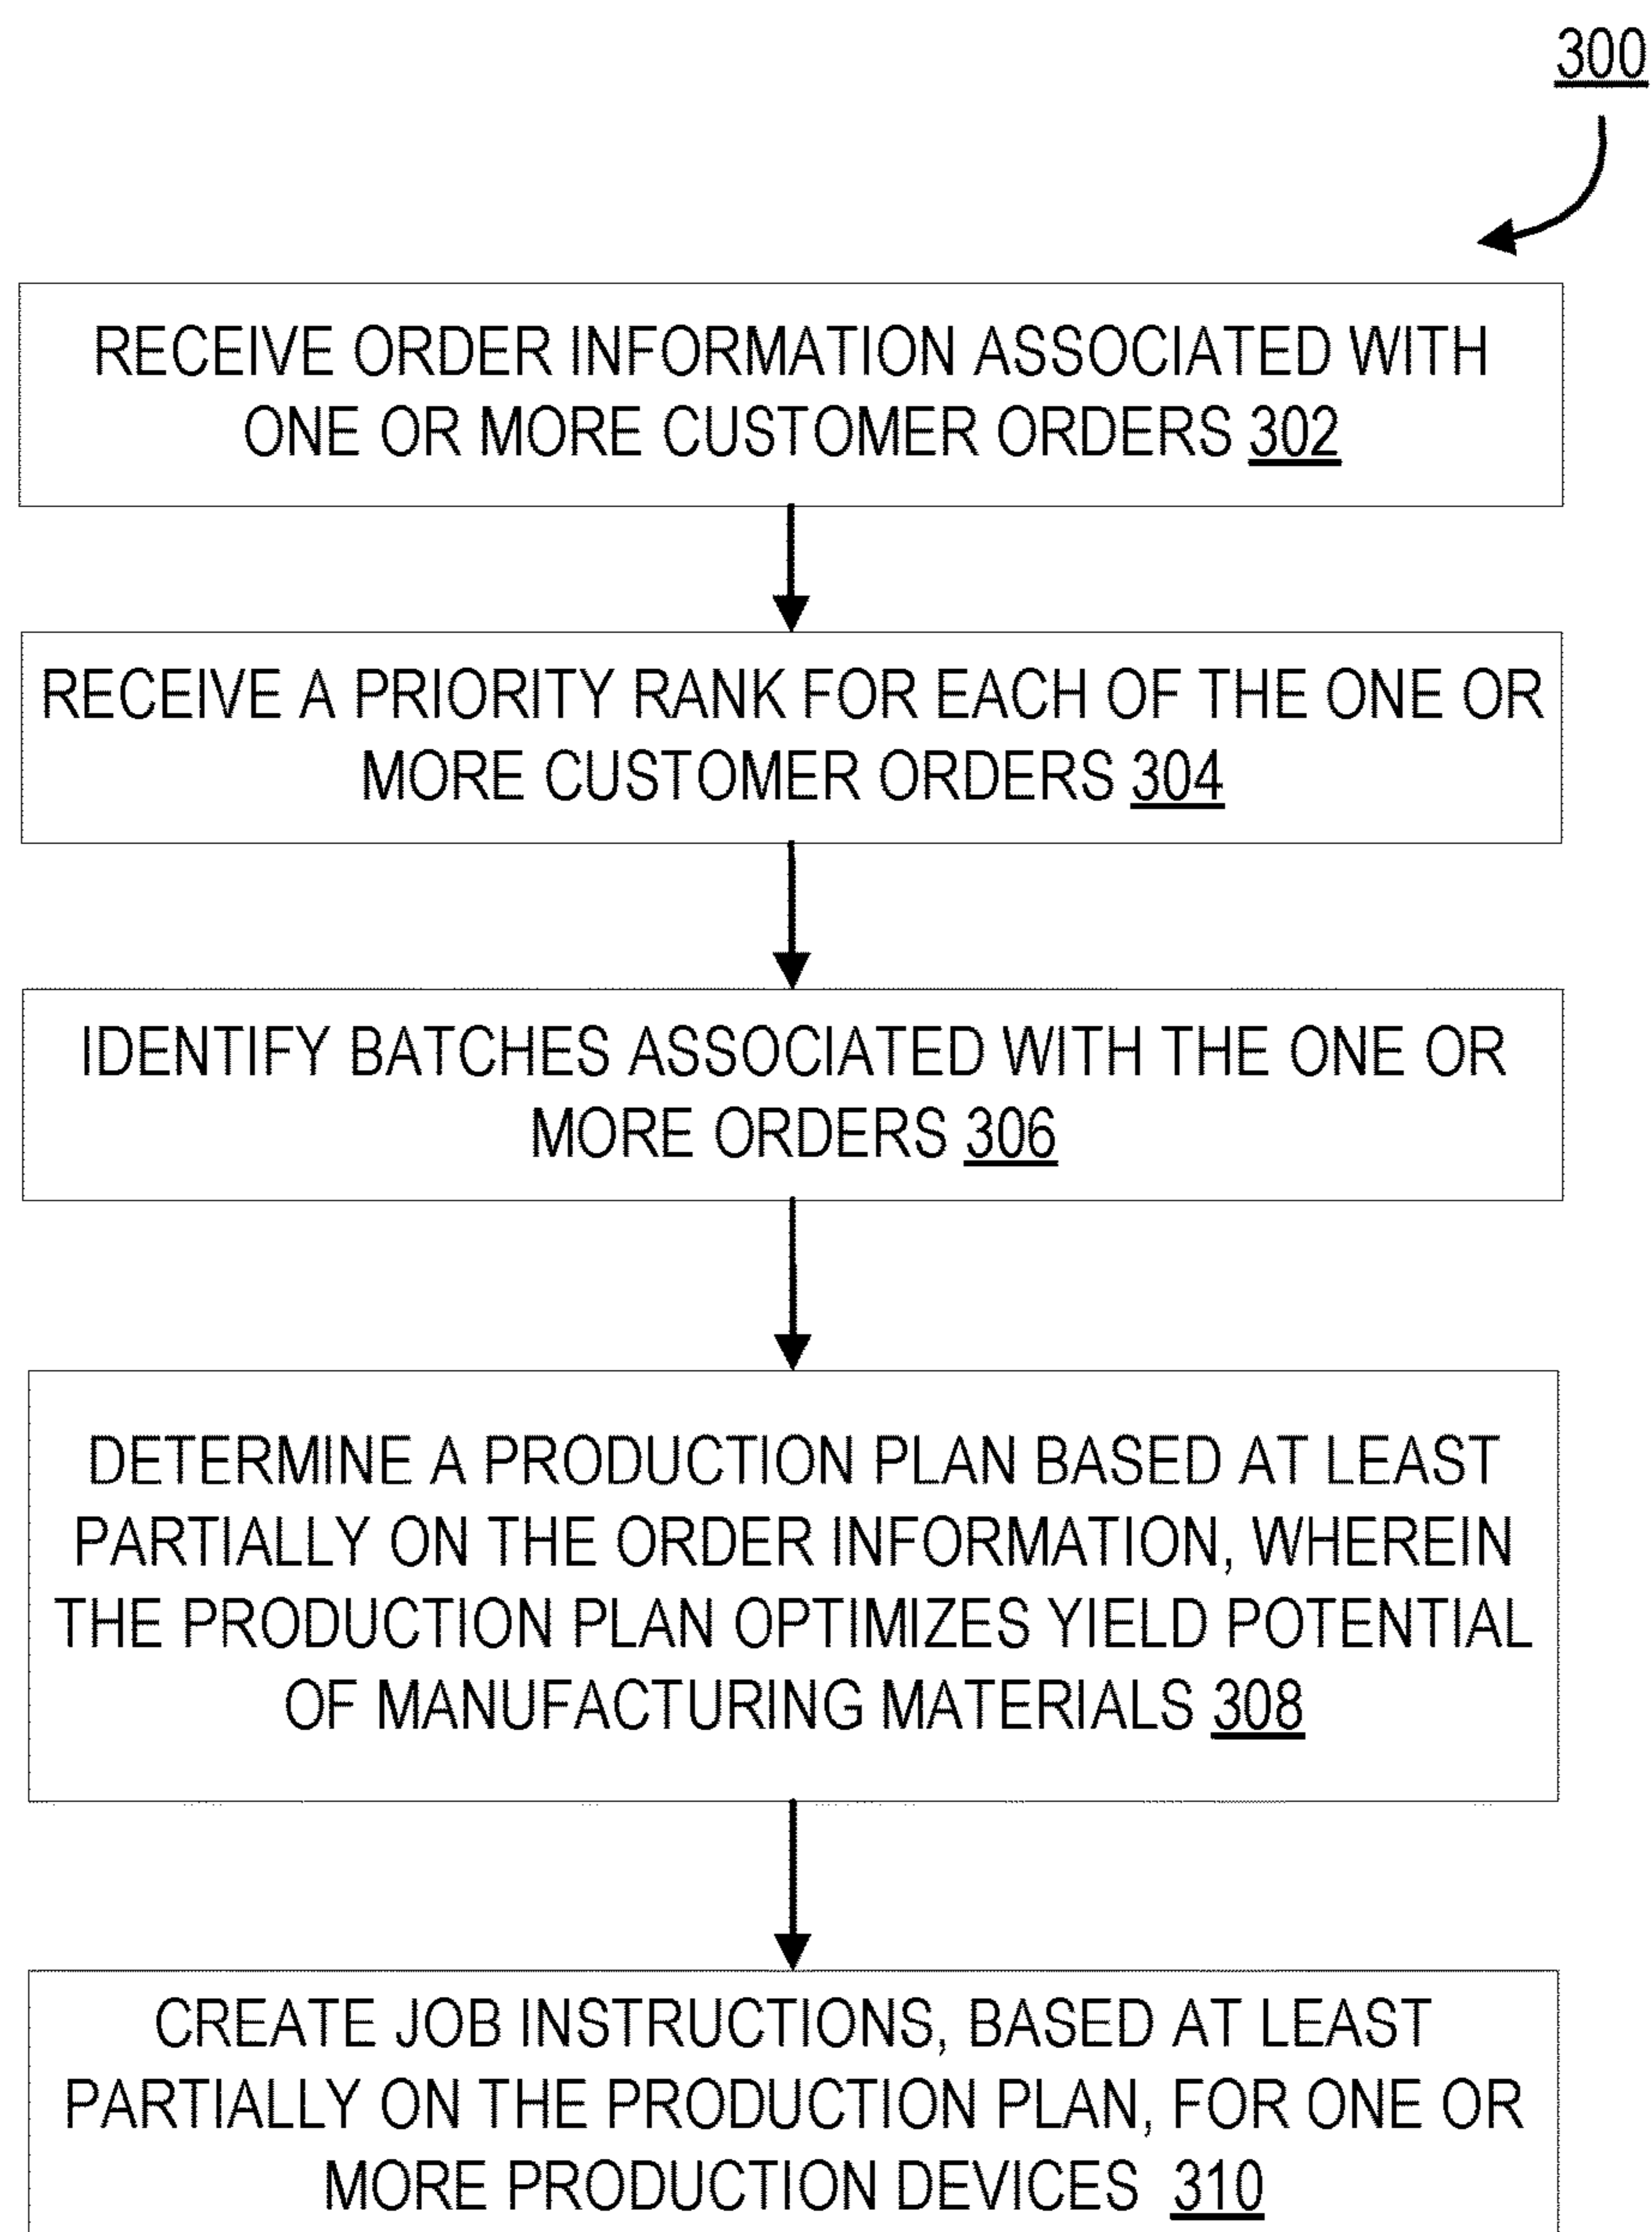 300
RECEIVE ORDER INFORMATION ASSOCIATED WITH
ONE OR MORE CUSTOMER ORDERS 302
RECEIVE A PRIORITY RANK FOR EACH OF THE ONE OR
MORE CUSTOMER ORDERS 304
IDENTIFY BATCHES ASSOCIATED WITH THE ONE OR
MORE ORDERS 306
DETERMINE A PRODUCTION PLAN BASED AT LEAST
PARTIALLY ON THE ORDER INFORMATION, WHEREIN
THE PRODUCTION PLAN OPTIMIZES YIELD POTENTIAL
OF MANUFACTURING MATERIALS 308
CREATE JOB INSTRUCTIONS, BASED AT LEAST
PARTIALLY ON THE PRODUCTION PLAN, FOR ONE OR
MORE PRODUCTION DEVICES 310